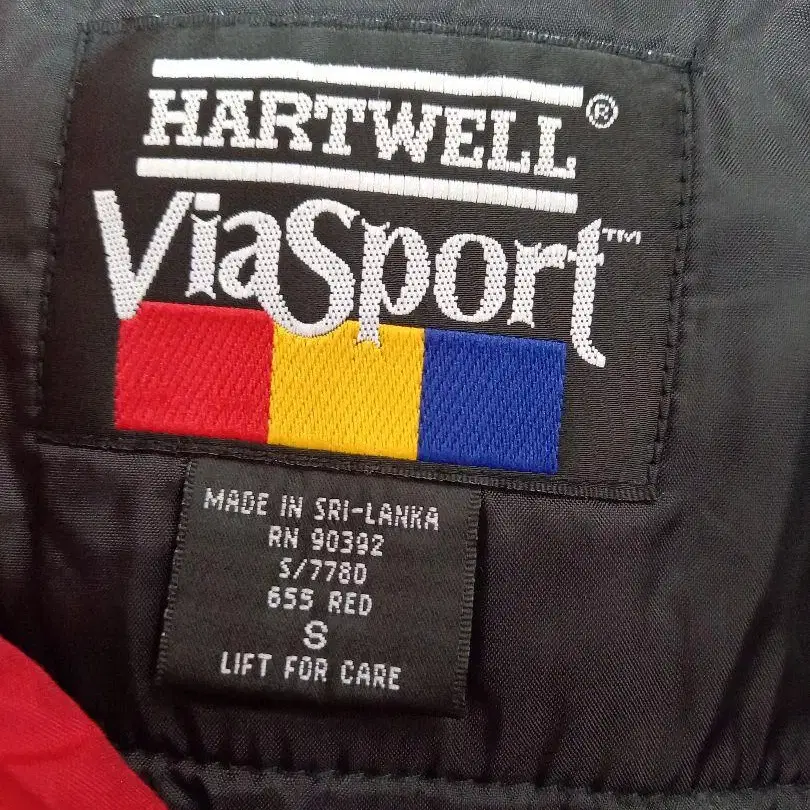 HARTWELL®
ViaSport™
MADE IN SRI-LANKA
RN 90392
S/7780
655 RED
S
LIFT FOR CARE